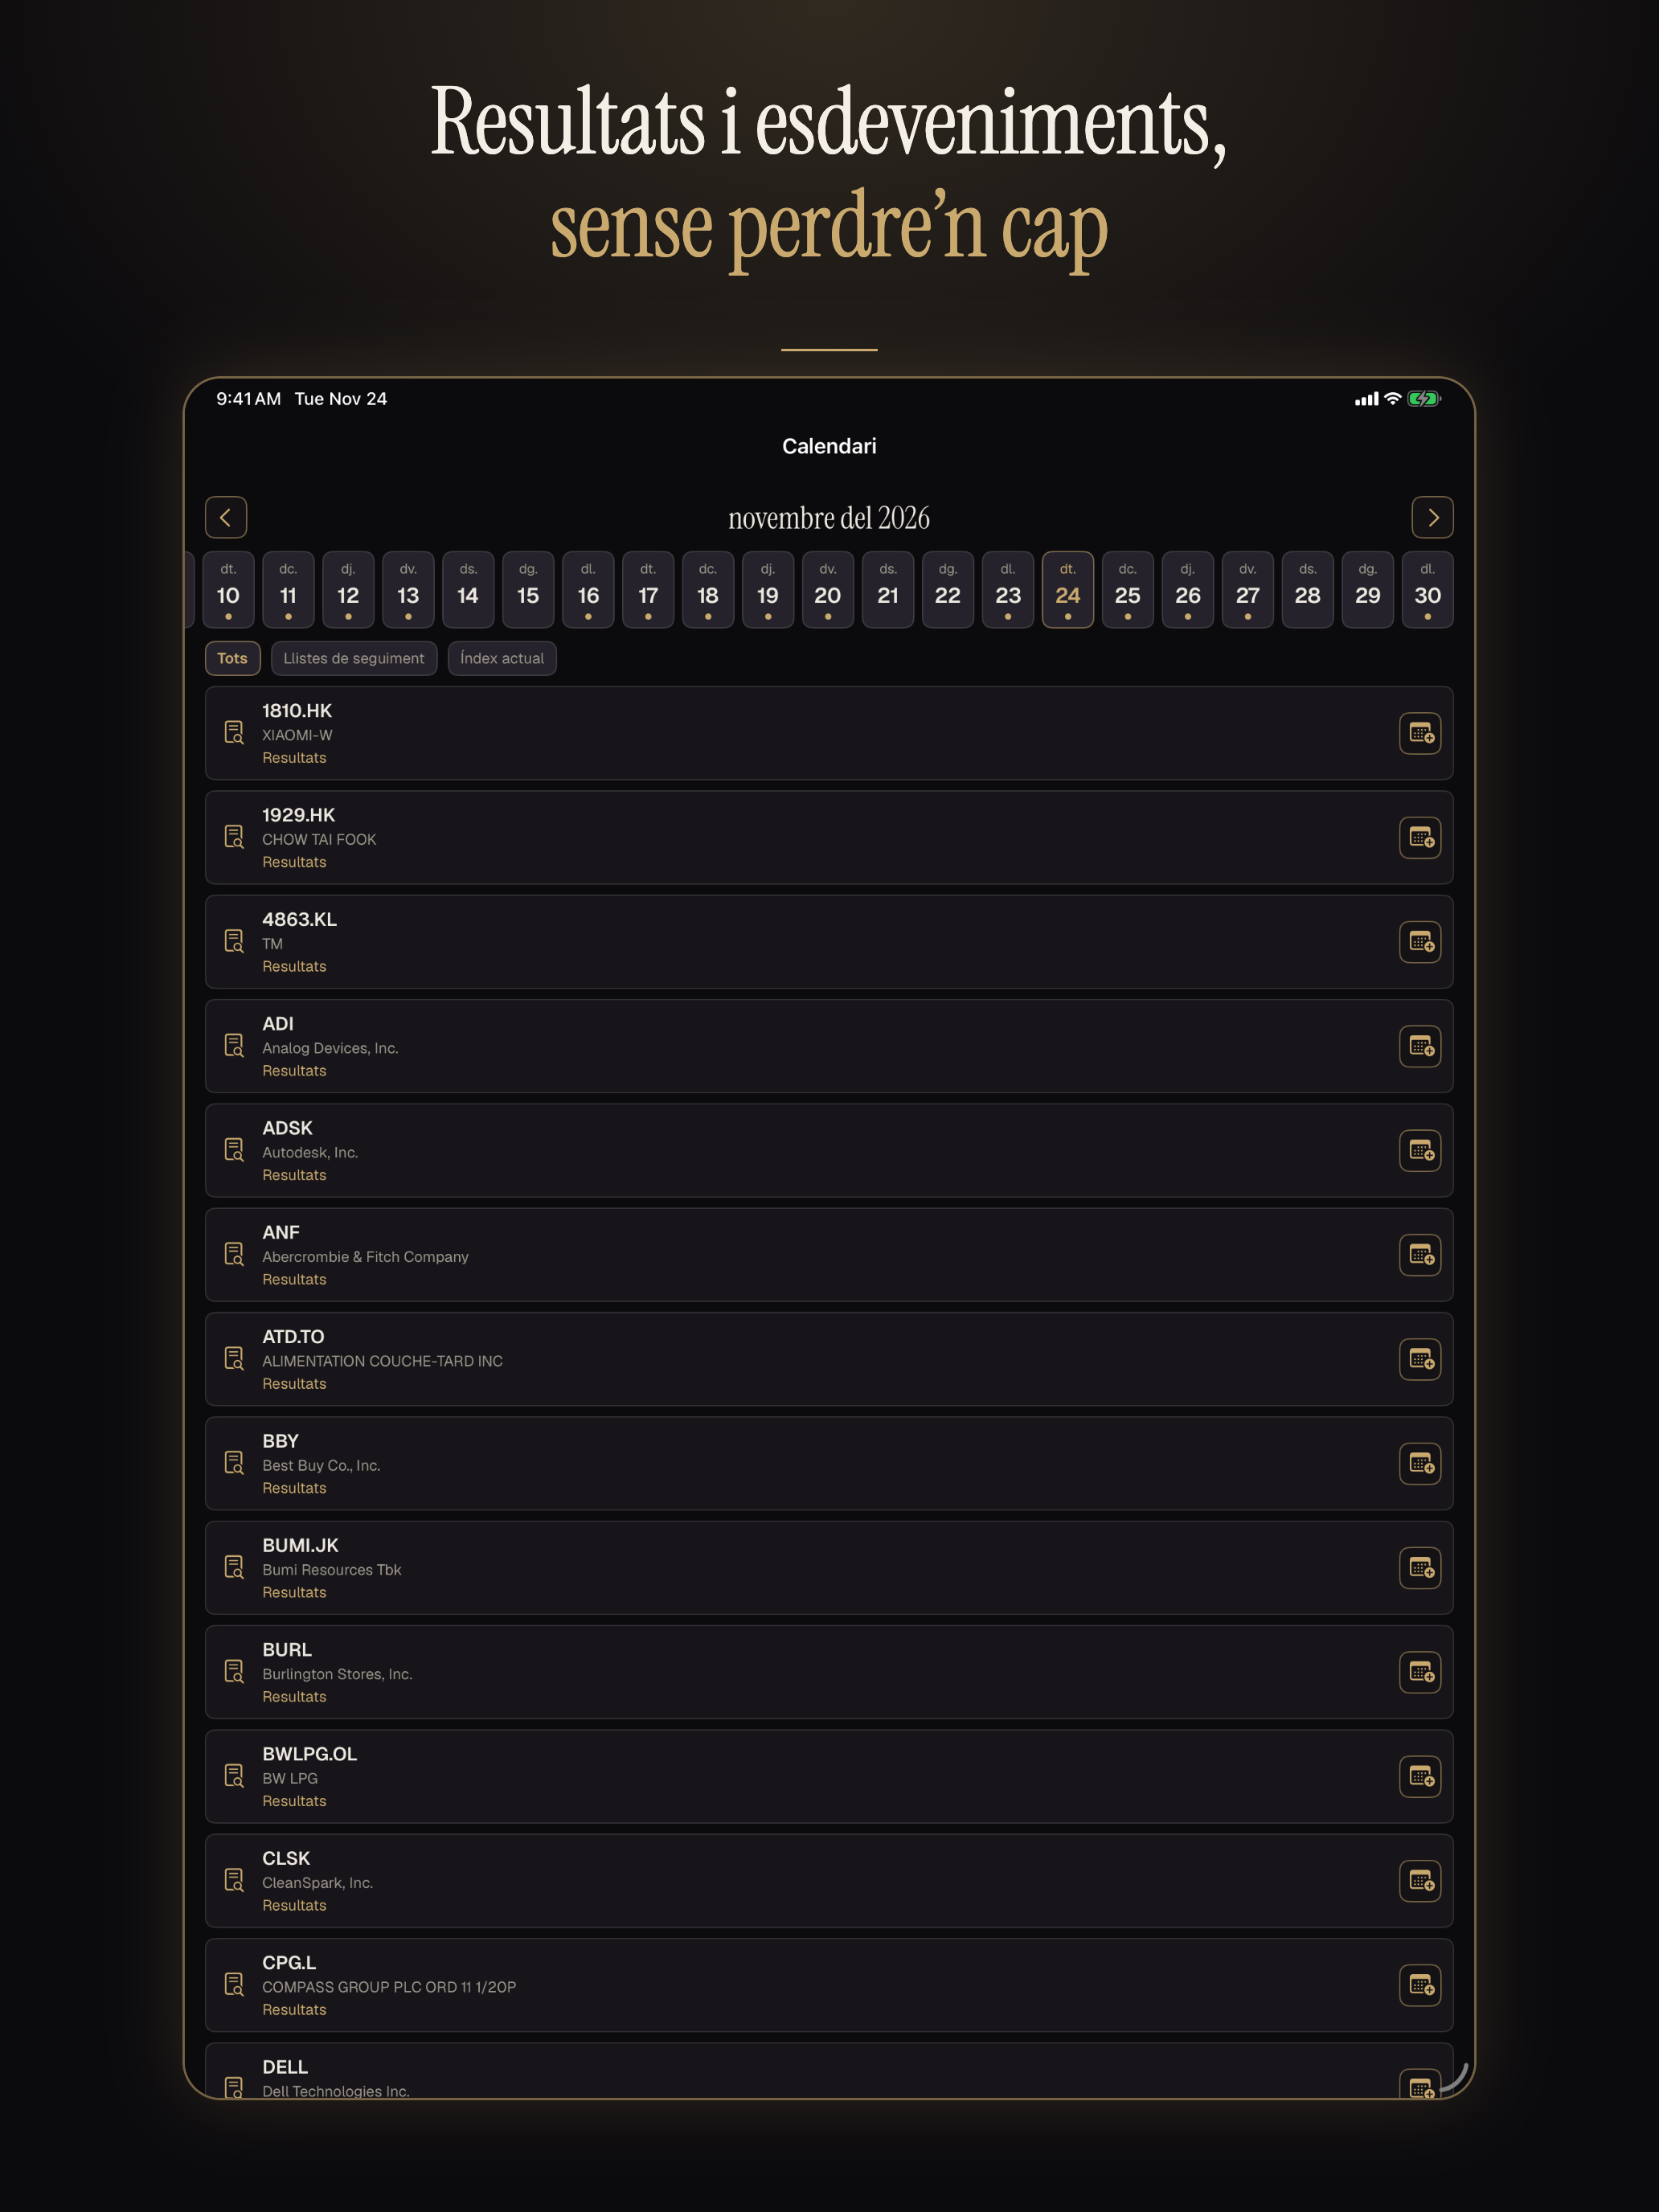 Resultats i esdeveniments,
sense perdre’n cap
9:41 AM Tue Nov 24
Calendari
novembre del 2026
dt. dc. dj. dv. ds. dg. dl. dt. dc. dj. dv. ds. dg. dl. dt. dc. dj. dv. ds. dg. dl.
10 11 12 13 14 15 16 17 18 19 20 21 22 23 24 25 26 27 28 29 30
Tots Llistes de seguiment Índex actual
1810.HK
XIAOMI-W
Resultats
1929.HK
CHOW TAI FOOK
Resultats
4863.KL
TM
Resultats
ADI
Analog Devices, Inc.
Resultats
ADSK
Autodesk, Inc.
Resultats
ANF
Abercrombie & Fitch Company
Resultats
ATD.TO
ALIMENTATION COUCHE-TARD INC
Resultats
BBY
Best Buy Co., Inc.
Resultats
BUMI.JK
Bumi Resources Tbk
Resultats
BURL
Burlington Stores, Inc.
Resultats
BWLPG.OL
BW LPG
Resultats
CLSK
CleanSpark, Inc.
Resultats
CPG.L
COMPASS GROUP PLC ORD 11 1/20P
Resultats
DELL
Dell Technologies Inc.